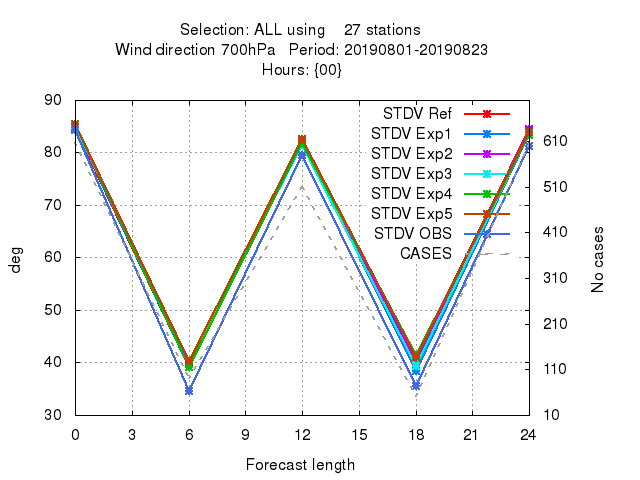 Selection: ALL using    27 stations
Wind direction 700hPa   Period: 20190801-20190823
Hours: {00}
90
80
70
60
50
40
30
deg
610
510
410
310
210
110
10
No cases
STDV Ref
STDV Exp1
STDV Exp2
STDV Exp3
STDV Exp4
STDV Exp5
STDV OBS
CASES
0 3 6 9 12 15 18 21 24
Forecast length